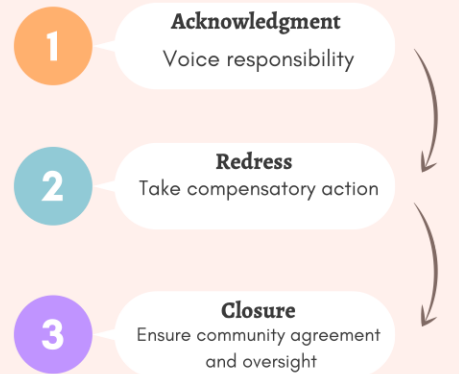 1
Acknowledgment
Voice responsibility
2
Redress
Take compensatory action
3
Closure
Ensure community agreement
and oversight